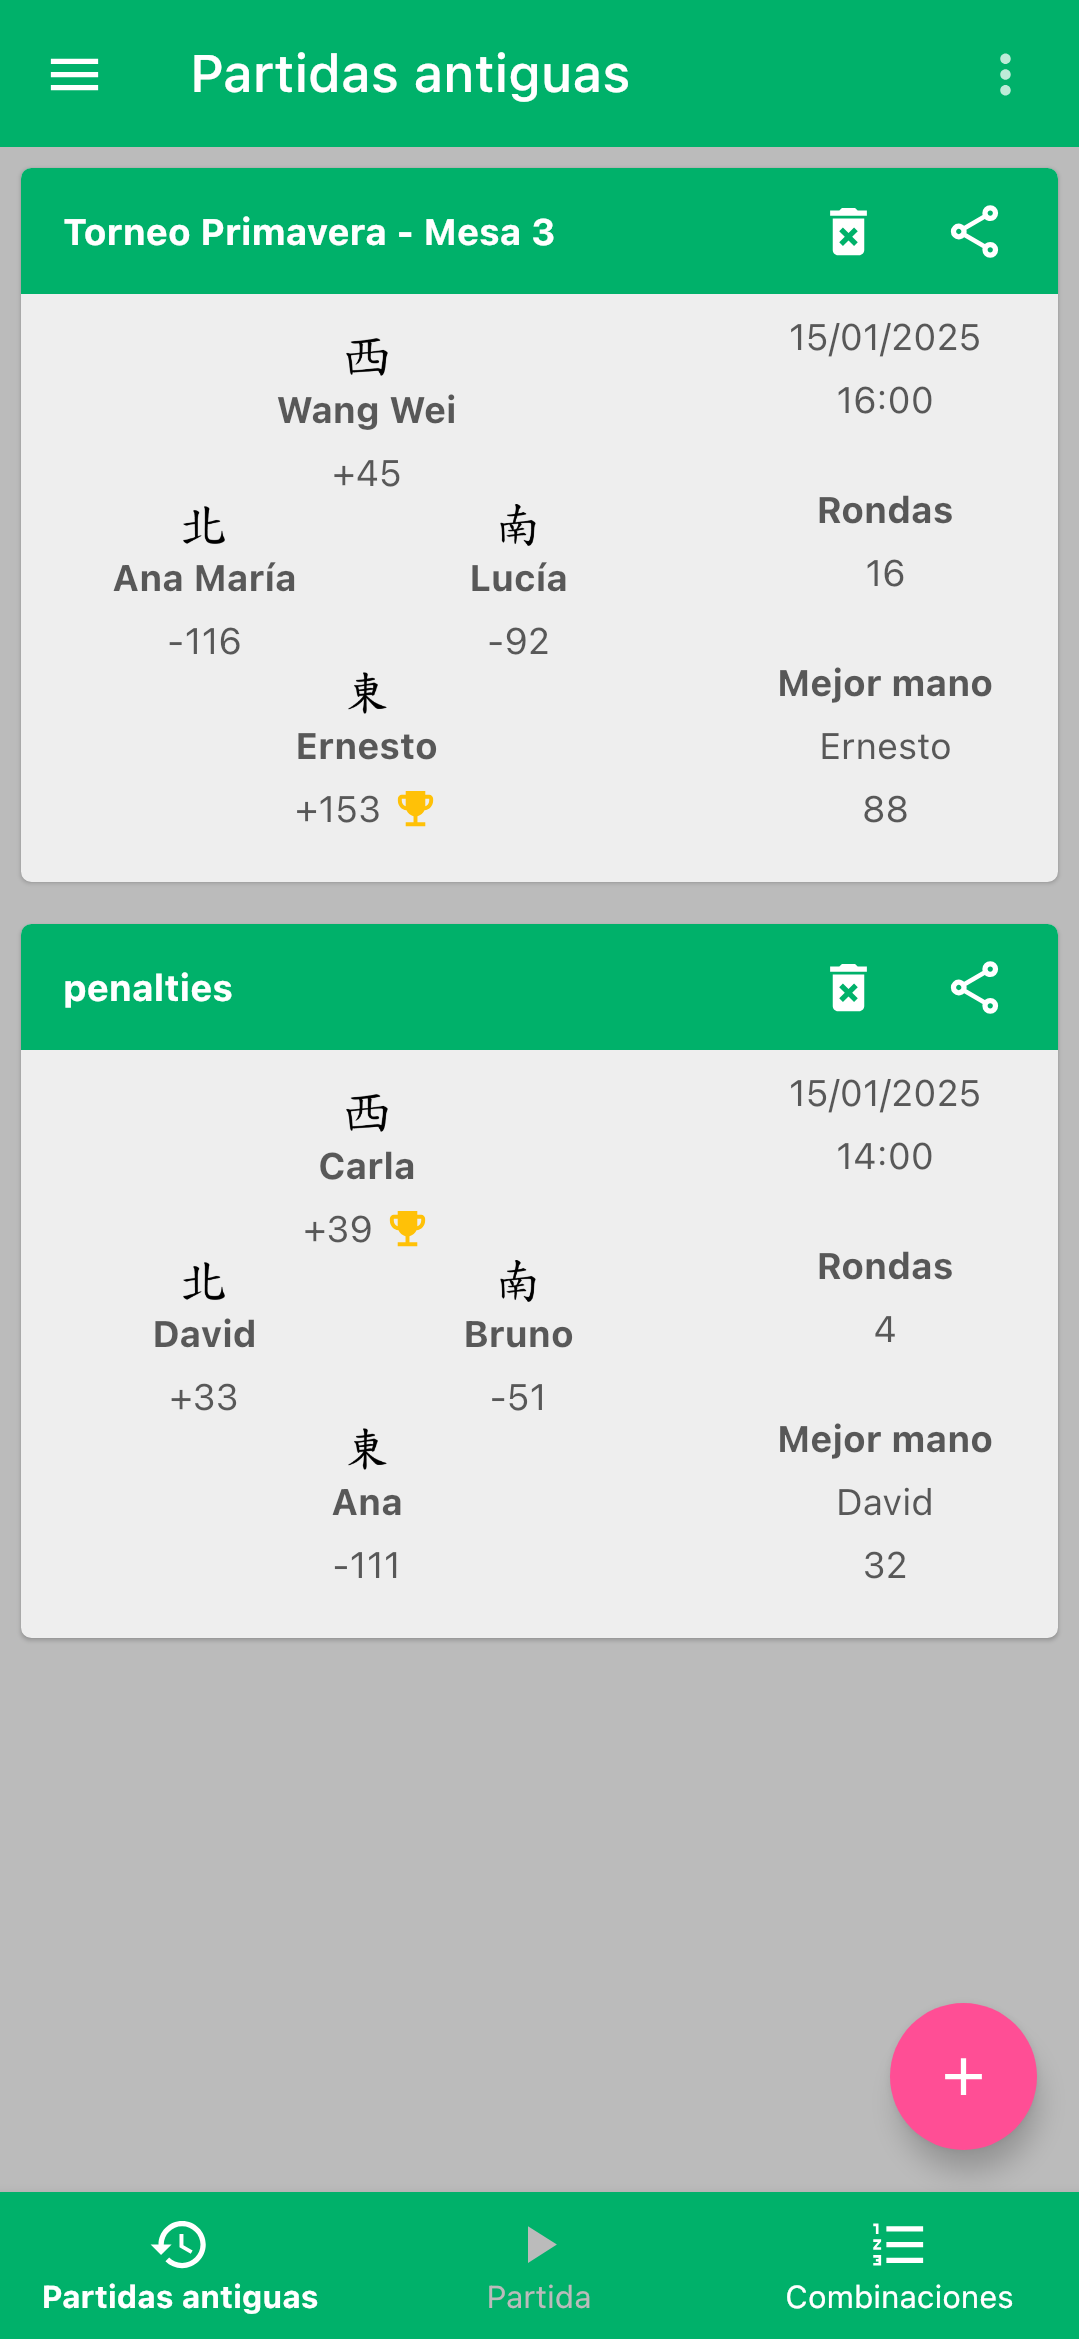 Partidas antiguas
Torneo Primavera - Mesa 3
西
Wang Wei
+45
北
Ana María
-116
南
Lucía
-92
東
Ernesto
+153
15/01/2025
16:00
Rondas
16
Mejor mano
Ernesto
88
penalties
西
Carla
+39
北
David
+33
南
Bruno
-51
東
Ana
-111
15/01/2025
14:00
Rondas
4
Mejor mano
David
32
Partidas antiguas
Partida
Combinaciones